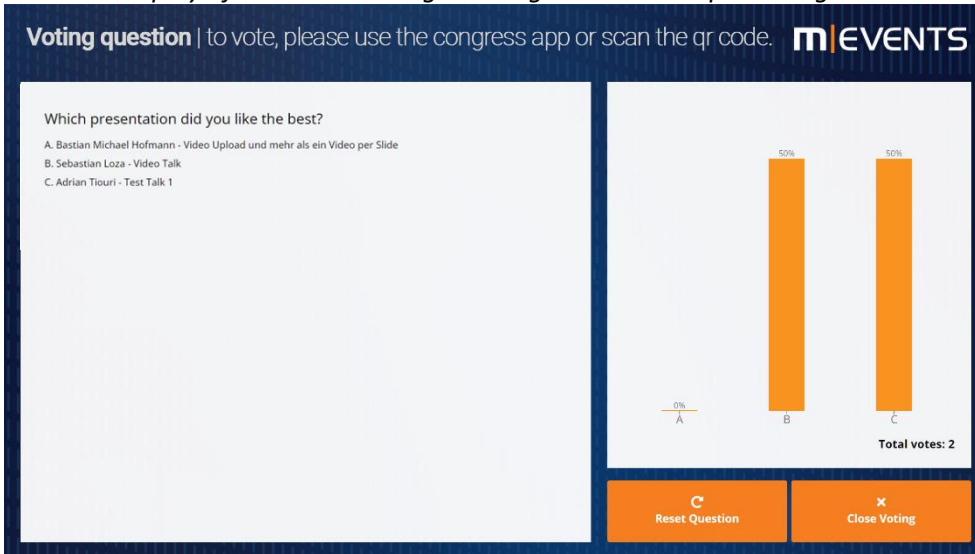 Voting question | to vote, please use the congress app or scan the qr code. m|EVENTS
Which presentation did you like the best?
A. Bastian Michael Hofmann - Video Upload und mehr als ein Video per Slide
B. Sebastian Loza - Video Talk
C. Adrian Tiouri - Test Talk 1
50% 50%
0%
A B C
Total votes: 2
Reset Question
Close Voting